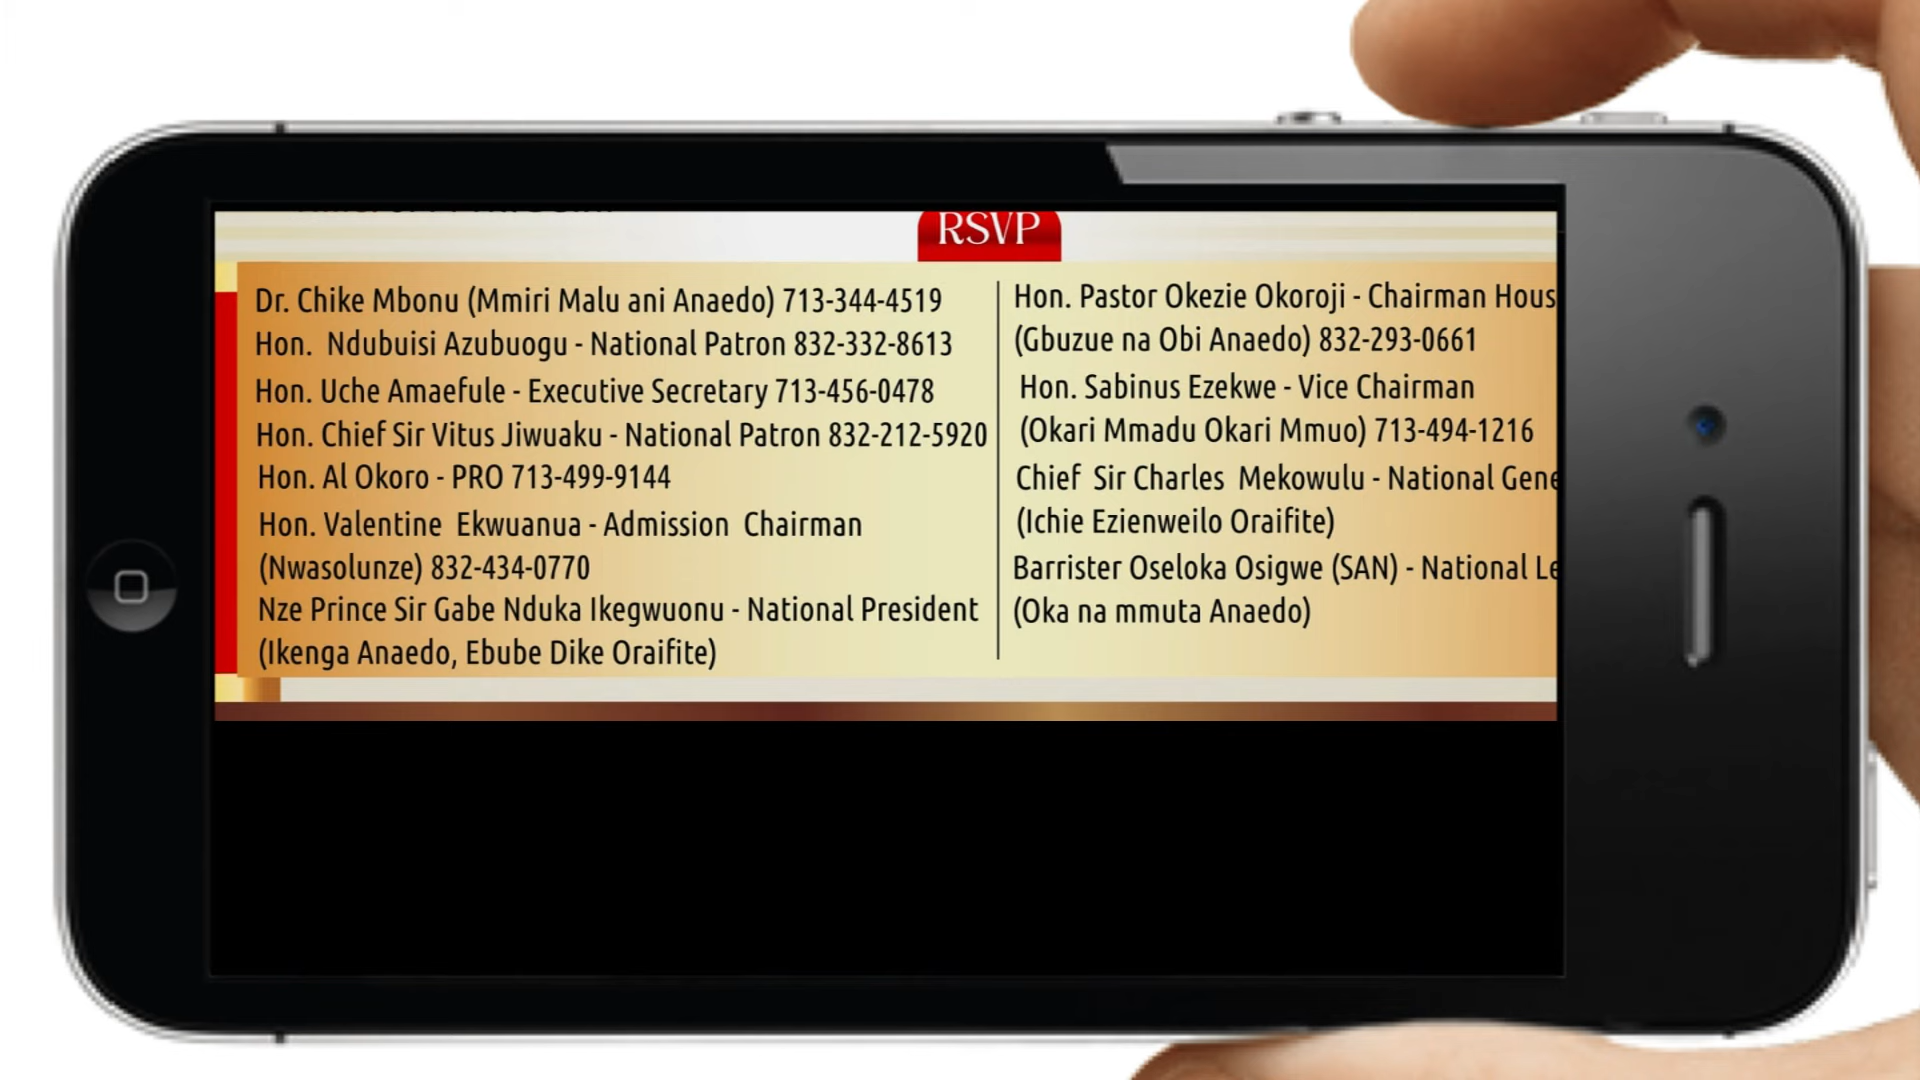 RSVP
Dr. Chike Mbonu (Mmiri Malu ani Anaedo) 713-344-4519
Hon. Ndubuisi Azubuogu - National Patron 832-332-8613
Hon. Uche Amaefule - Executive Secretary 713-456-0478
Hon. Chief Sir Vitus Jiwuaku - National Patron 832-212-5920
Hon. Al Okoro - PRO 713-499-9144
Hon. Valentine Ekwuanua - Admission Chairman
(Nwasolunze) 832-434-0770
Nze Prince Sir Gabe Nduka Ikegwuonu - National President
(Ikenga Anaedo, Ebube Dike Oraifite)
Hon. Pastor Okezie Okoroji - Chairman Hous
(Gbuzue na Obi Anaedo) 832-293-0661
Hon. Sabinus Ezekwe - Vice Chairman
(Okari Mmadu Okari Mmuo) 713-494-1216
Chief Sir Charles Mekowulu - National Gene
(Ichie Ezienweilo Oraifite)
Barrister Oseloka Osigwe (SAN) - National Le
(Oka na mmuta Anaedo)